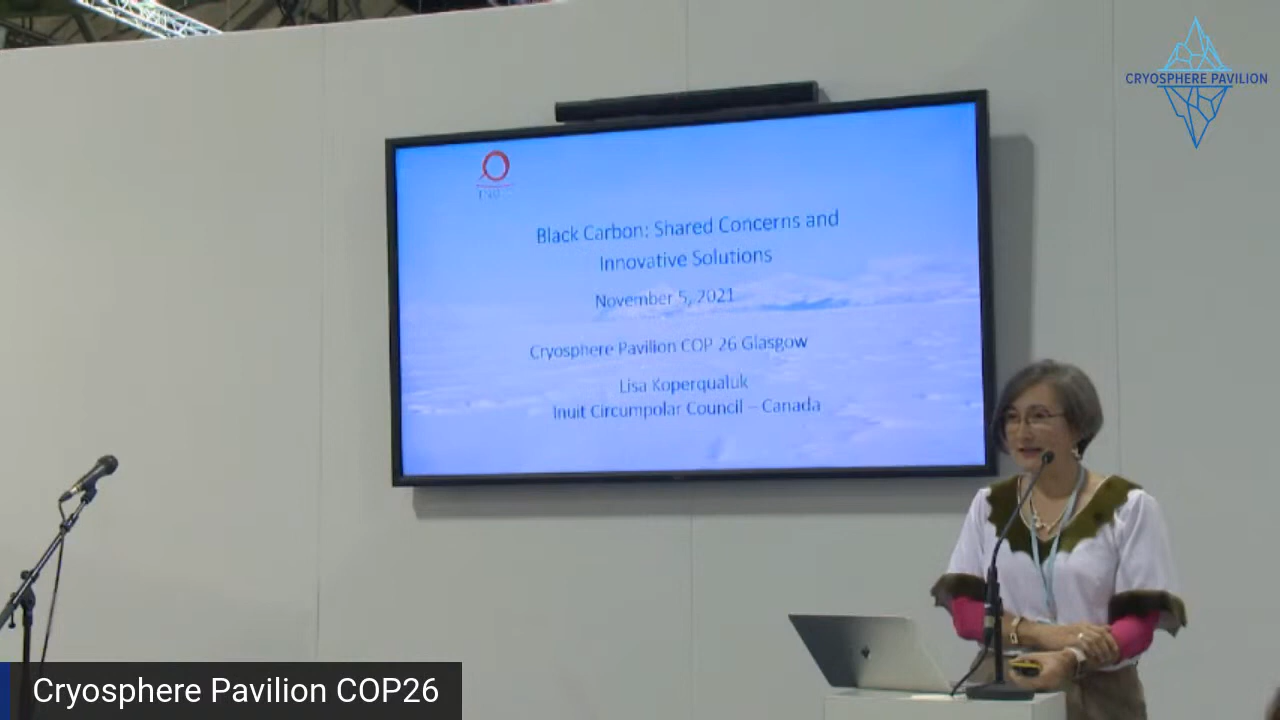 CRYOSPHERE PAVILION
Black Carbon: Shared Concerns and
Innovative Solutions
November 5, 2021
Cryosphere Pavilion COP 26 Glasgow
Lisa Koperqualuk
Inuit Circumpolar Council – Canada
Cryosphere Pavilion COP26